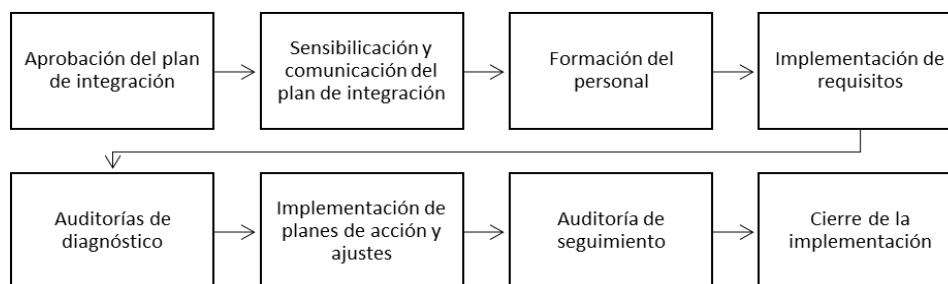 Aprobación del plan
de integración
Sensibilicación y
comunicación del
plan de integración
Formación del
personal
Implementación de
requisitos
Auditorías de
diagnóstico
Implementación de
planes de acción y
ajustes
Auditoría de
seguimiento
Cierre de la
implementación